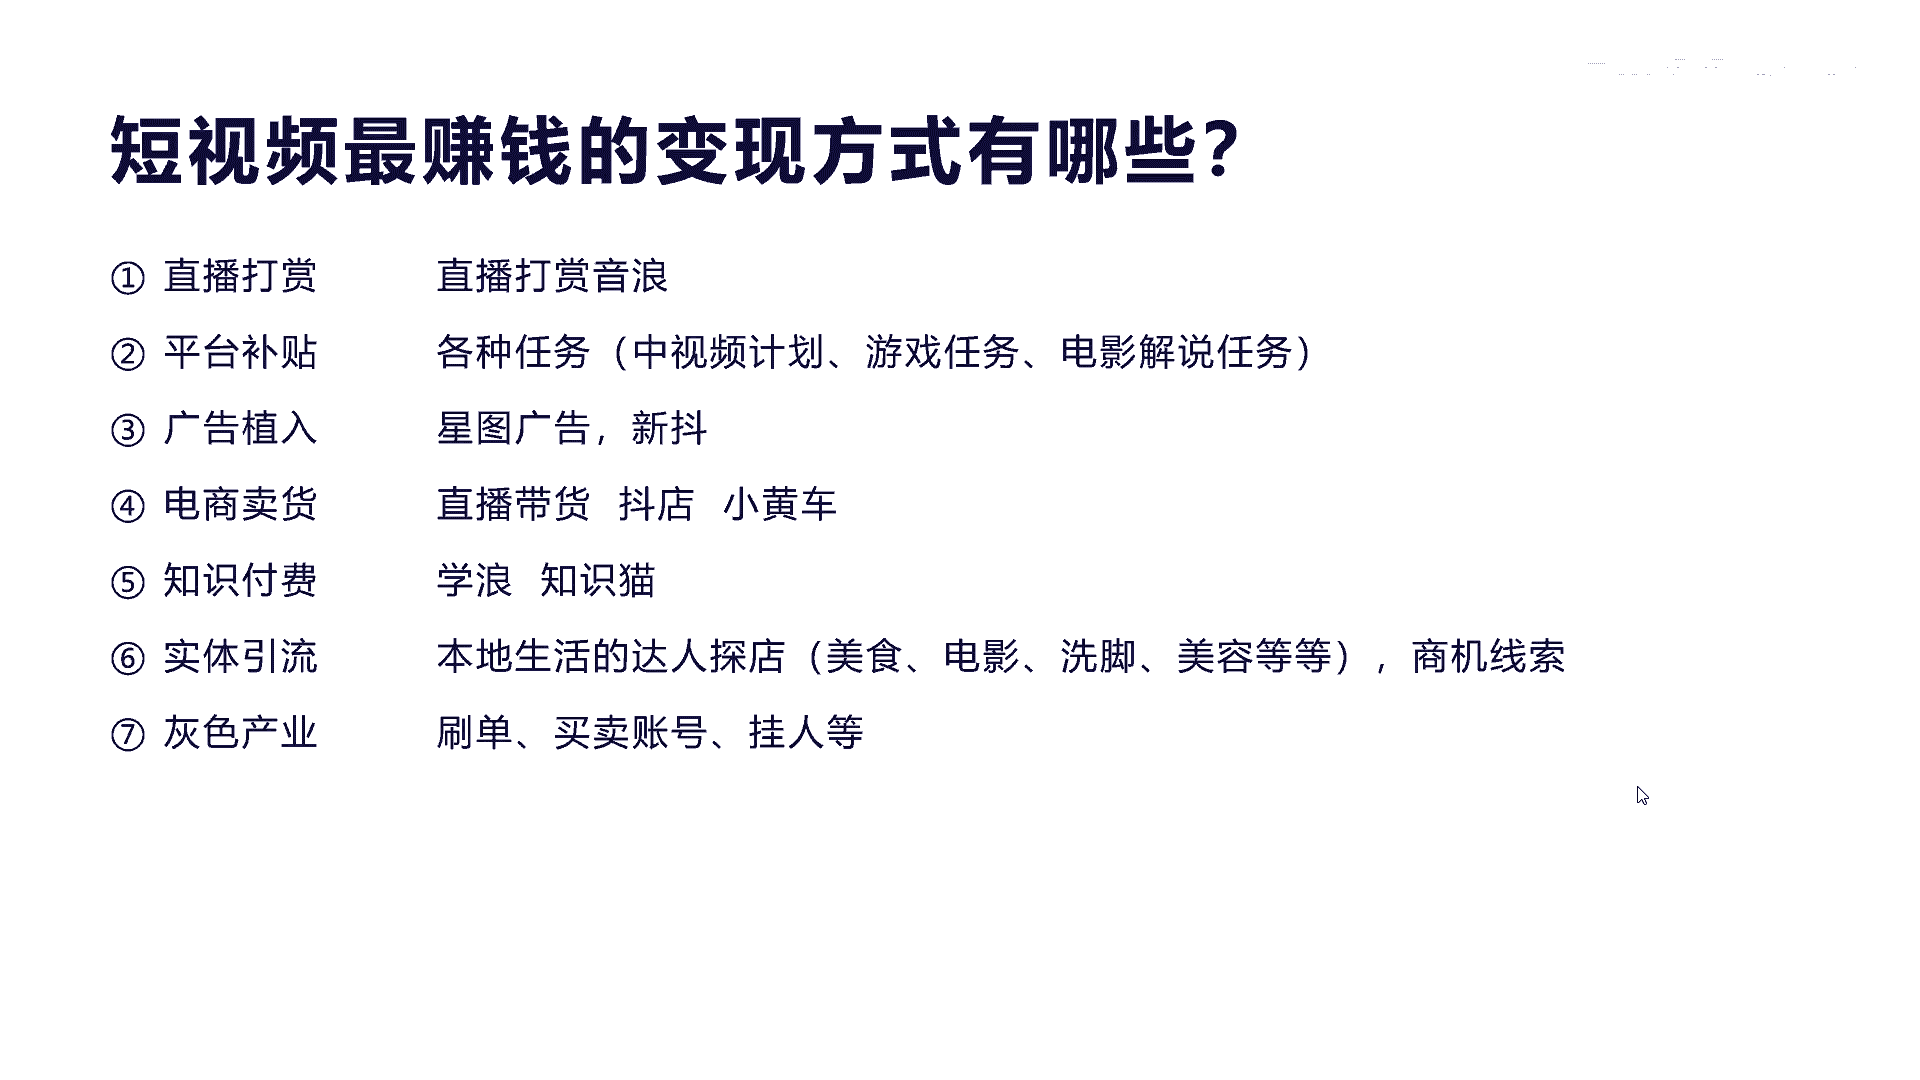 短视频最赚钱的变现方式有哪些？
① 直播打赏 直播打赏音浪
② 平台补贴 各种任务（中视频计划、游戏任务、电影解说任务）
③ 广告植入 星图广告，新抖
④ 电商卖货 直播带货 抖店 小黄车
⑤ 知识付费 学浪 知识猫
⑥ 实体引流 本地生活的达人探店（美食、电影、洗脚、美容等等），商机线索
⑦ 灰色产业 刷单、买卖账号、挂人等